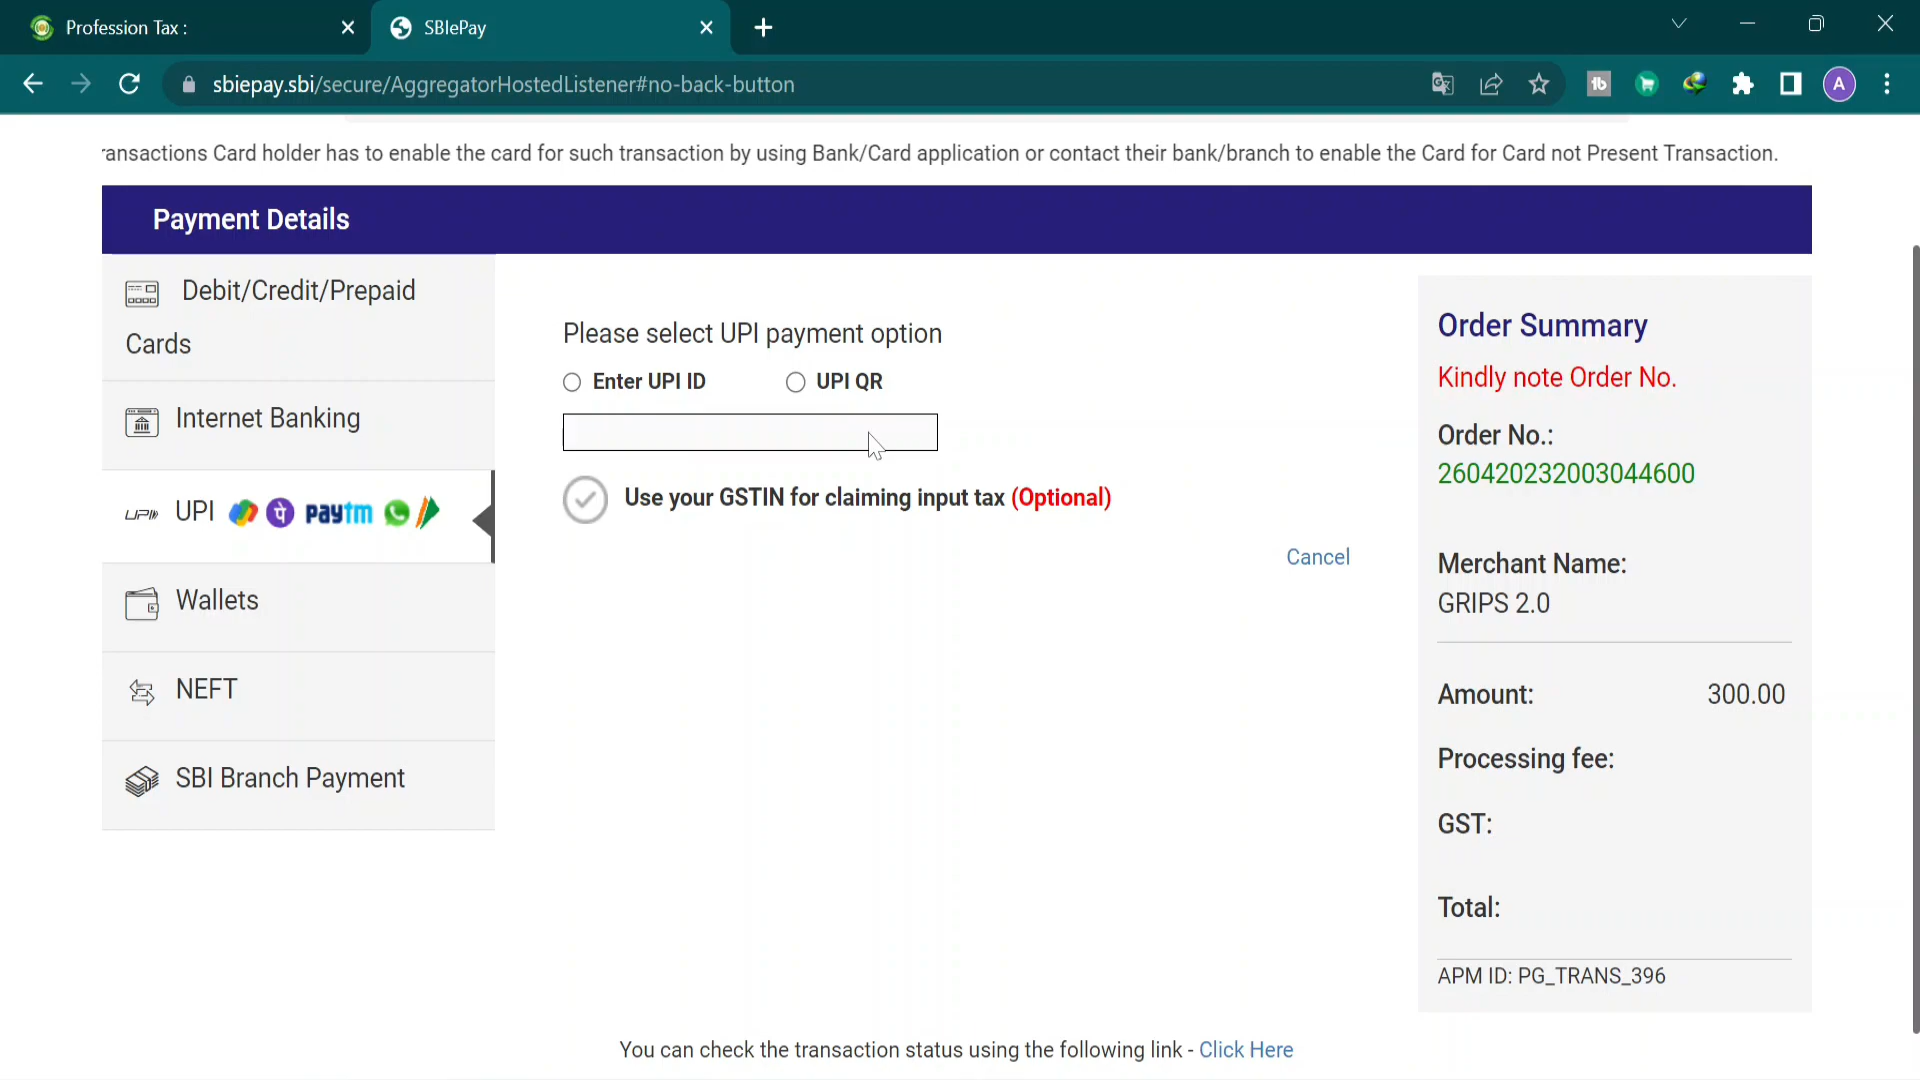 Profession Tax :
SBIePay
sbiepay.sbi/secure/AggregatorHostedListener#no-back-button
ransactions Card holder has to enable the card for such transaction by using Bank/Card application or contact their bank/branch to enable the Card for Card not Present Transaction.
Payment Details
Debit/Credit/Prepaid
Cards
Internet Banking
UPI UPI पे paytm
Wallets
NEFT
SBI Branch Payment
Please select UPI payment option
Enter UPI ID
UPI QR
Use your GSTIN for claiming input tax (Optional)
Cancel
Order Summary
Kindly note Order No.
Order No.:
260420232003044600
Merchant Name:
GRIPS 2.0
Amount: 300.00
Processing fee:
GST:
Total:
APM ID: PG_TRANS_396
You can check the transaction status using the following link - Click Here
A